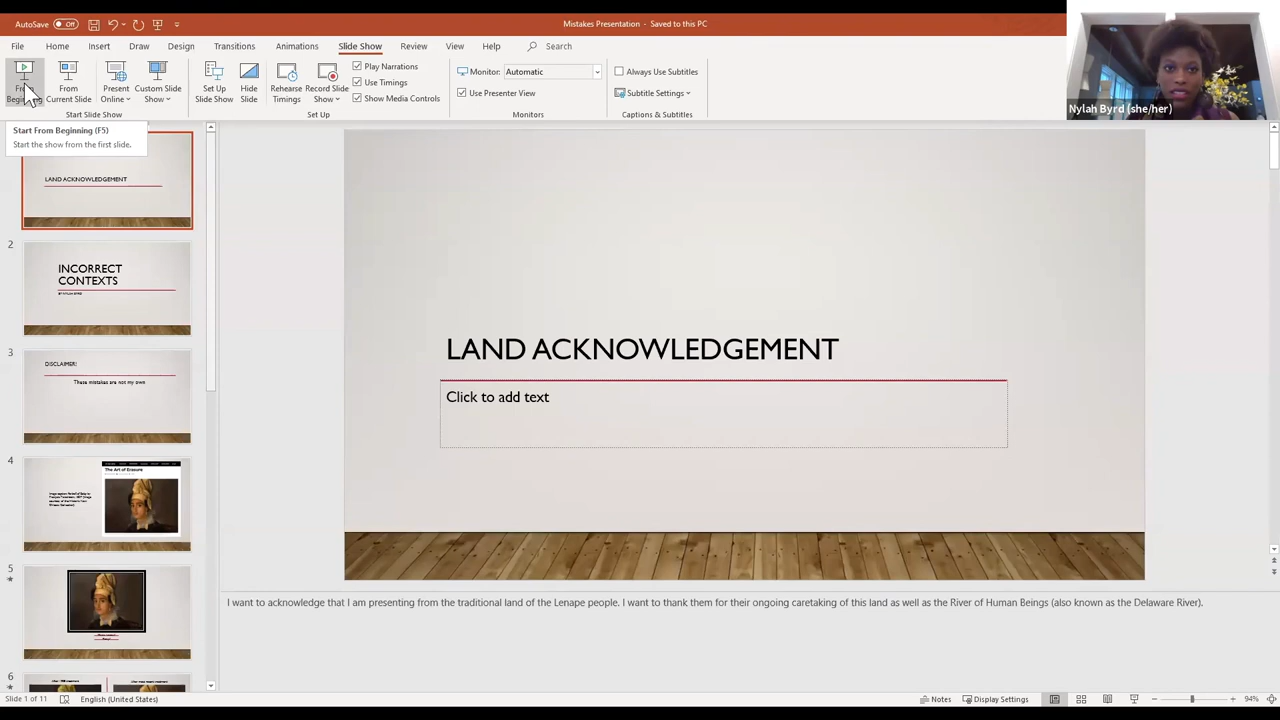 AutoSave Off
Mistakes Presentation - Saved to this PC
File Home Insert Draw Design Transitions Animations Slide Show Review View Help Search
From Beginning
From Current Slide
Present Online
Custom Slide Show
Start Slide Show
Set Up Slide Show
Hide Slide
Rehearse Timings
Record Slide Show
Play Narrations
Use Timings
Show Media Controls
Set Up
Monitor: Automatic
Use Presenter View
Monitors
Always Use Subtitles
Subtitle Settings
Captions & Subtitles
Nylah Byrd (she/her)
Start From Beginning (F5)
Start the show from the first slide.
LAND ACKNOWLEDGEMENT
2
INCORRECT
CONTEXTS
3
DISCLAIMER!
These mistakes are not my own
4
The Art of Erasure
5
6
LAND ACKNOWLEDGEMENT
Click to add text
I want to acknowledge that I am presenting from the traditional land of the Lenape people. I want to thank them for their ongoing caretaking of this land as well as the River of Human Beings (also known as the Delaware River).
Slide 1 of 11
English (United States)
Notes
Display Settings
94%